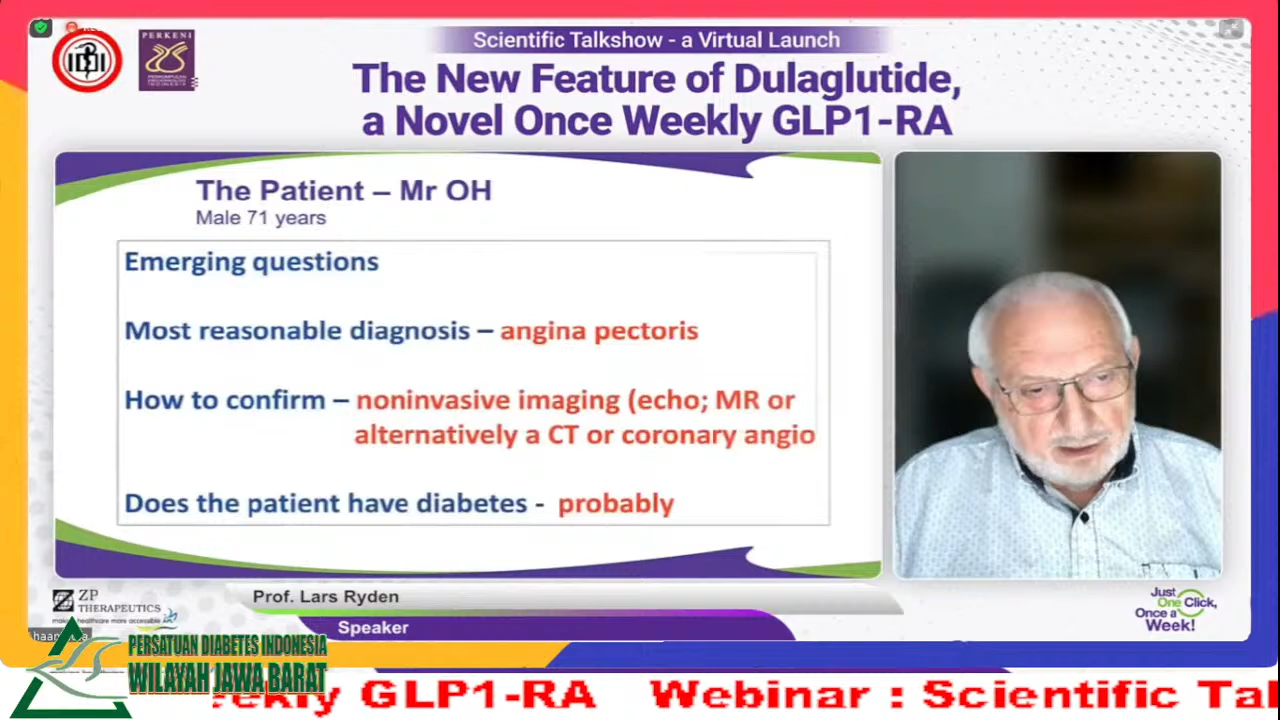 PERKENI
Scientific Talkshow - a Virtual Launch
The New Feature of Dulaglutide,
a Novel Once Weekly GLP1-RA
The Patient – Mr OH
Male 71 years
Emerging questions
Most reasonable diagnosis – angina pectoris
How to confirm – noninvasive imaging (echo; MR or
alternatively a CT or coronary angio
Does the patient have diabetes - probably
ZP
THERAPEUTICS
Prof. Lars Ryden
Speaker
Just
One Click,
Once a
Week!
PERSATUAN DIABETES INDONESIA
WILAYAH JAWA BARAT
GLP1-RA Webinar : Scientific